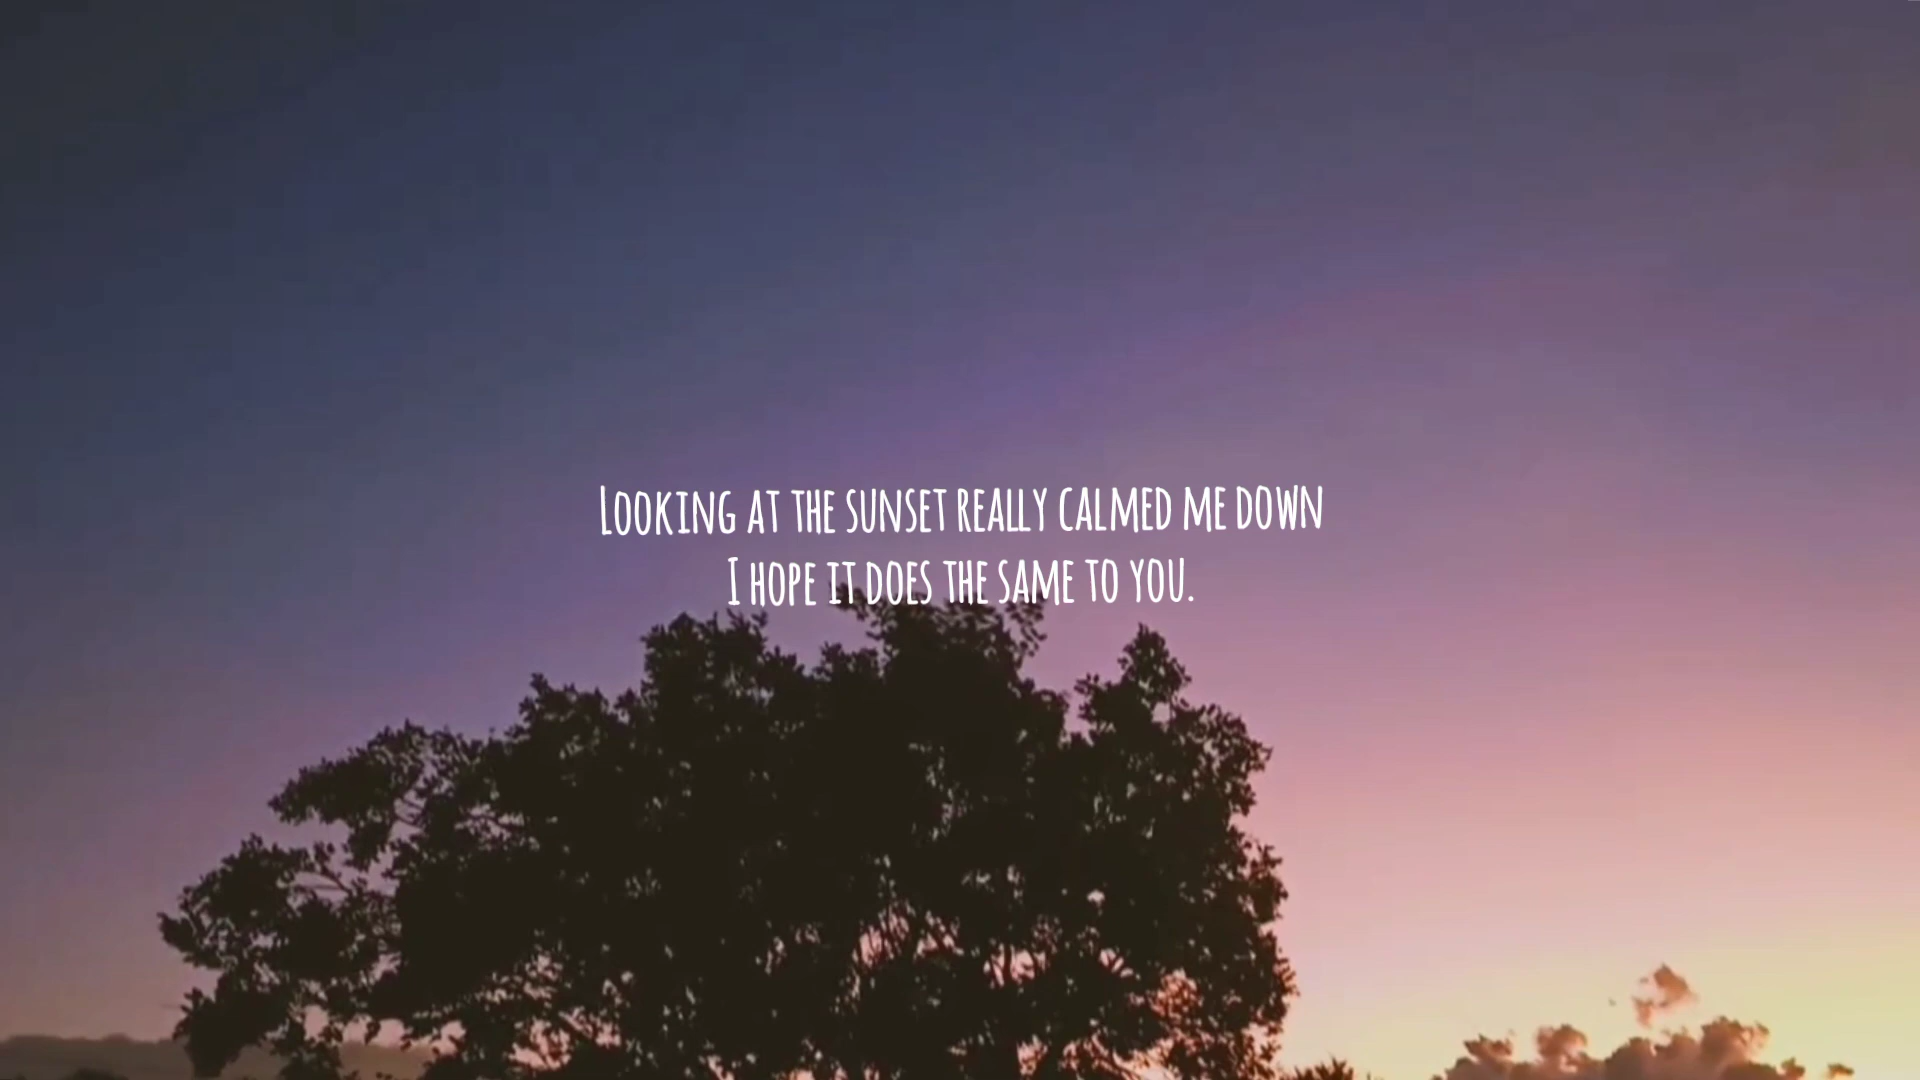 Looking at the sunset really calmed me down
I hope it does the same to you.